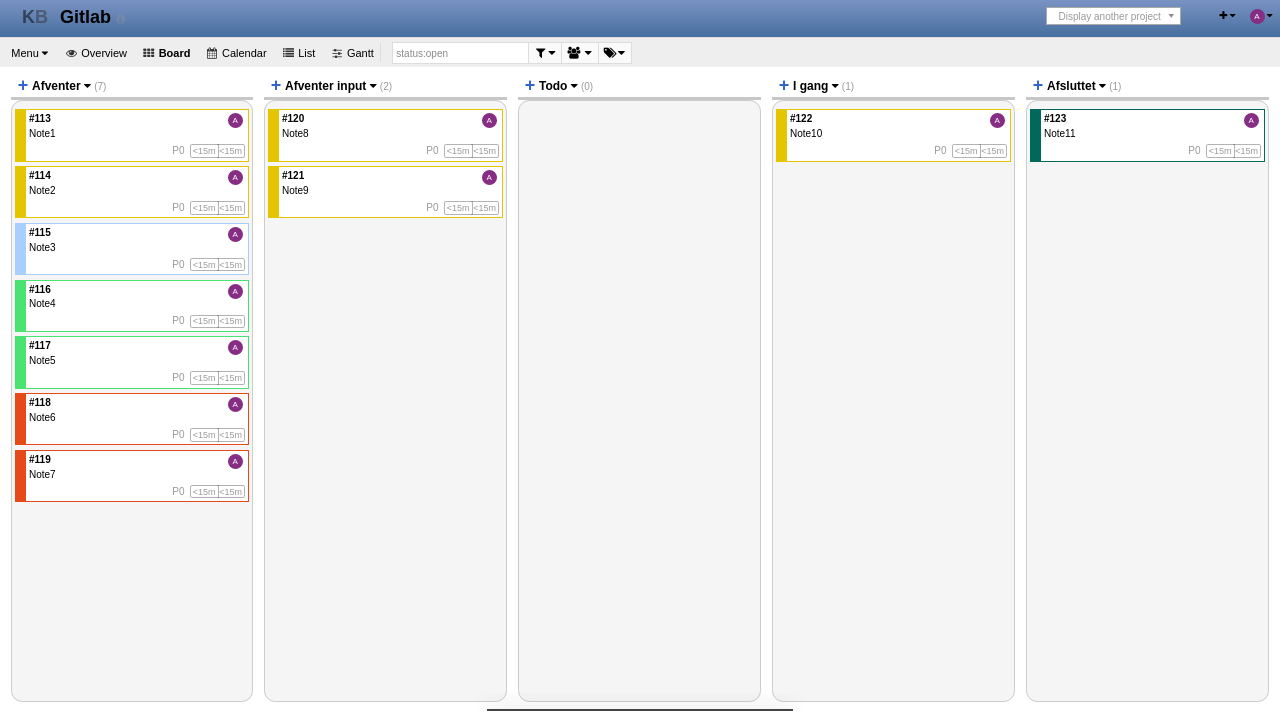 KB Gitlab
Display another project
A
Menu
Overview
Board
Calendar
List
Gantt
status:open
+ Afventer (7)
#113
A
Note1
P0 <15m <15m
#114
A
Note2
P0 <15m <15m
#115
A
Note3
P0 <15m <15m
#116
A
Note4
P0 <15m <15m
#117
A
Note5
P0 <15m <15m
#118
A
Note6
P0 <15m <15m
#119
A
Note7
P0 <15m <15m
+ Afventer input (2)
#120
A
Note8
P0 <15m <15m
#121
A
Note9
P0 <15m <15m
+ Todo (0)
+ I gang (1)
#122
A
Note10
P0 <15m <15m
+ Afsluttet (1)
#123
A
Note11
P0 <15m <15m